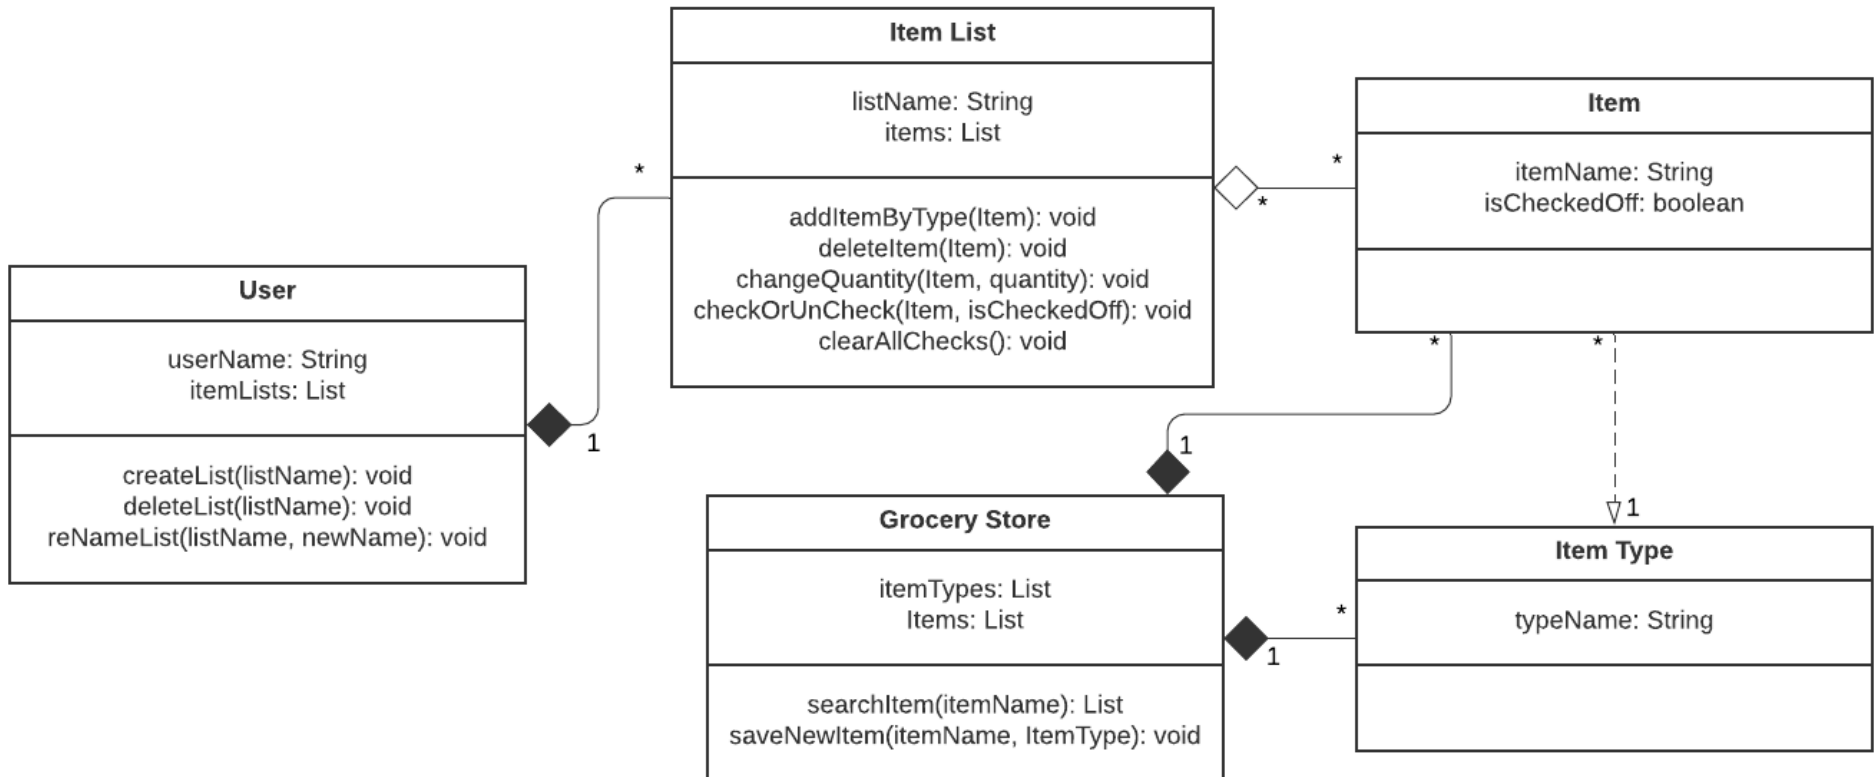 Item List
listName: String
items: List
addItemByType(Item): void
deleteItem(Item): void
changeQuantity(Item, quantity): void
checkOrUnCheck(Item, isCheckedOff): void
clearAllChecks(): void
*
*
*
Item
itemName: String
isCheckedOff: boolean
User
userName: String
itemLists: List
createList(listName): void
deleteList(listName): void
reNameList(listName, newName): void
1
*
*
1
1
Grocery Store
itemTypes: List
Items: List
searchItem(itemName): List
saveNewItem(itemName, ItemType): void
*
1
Item Type
typeName: String